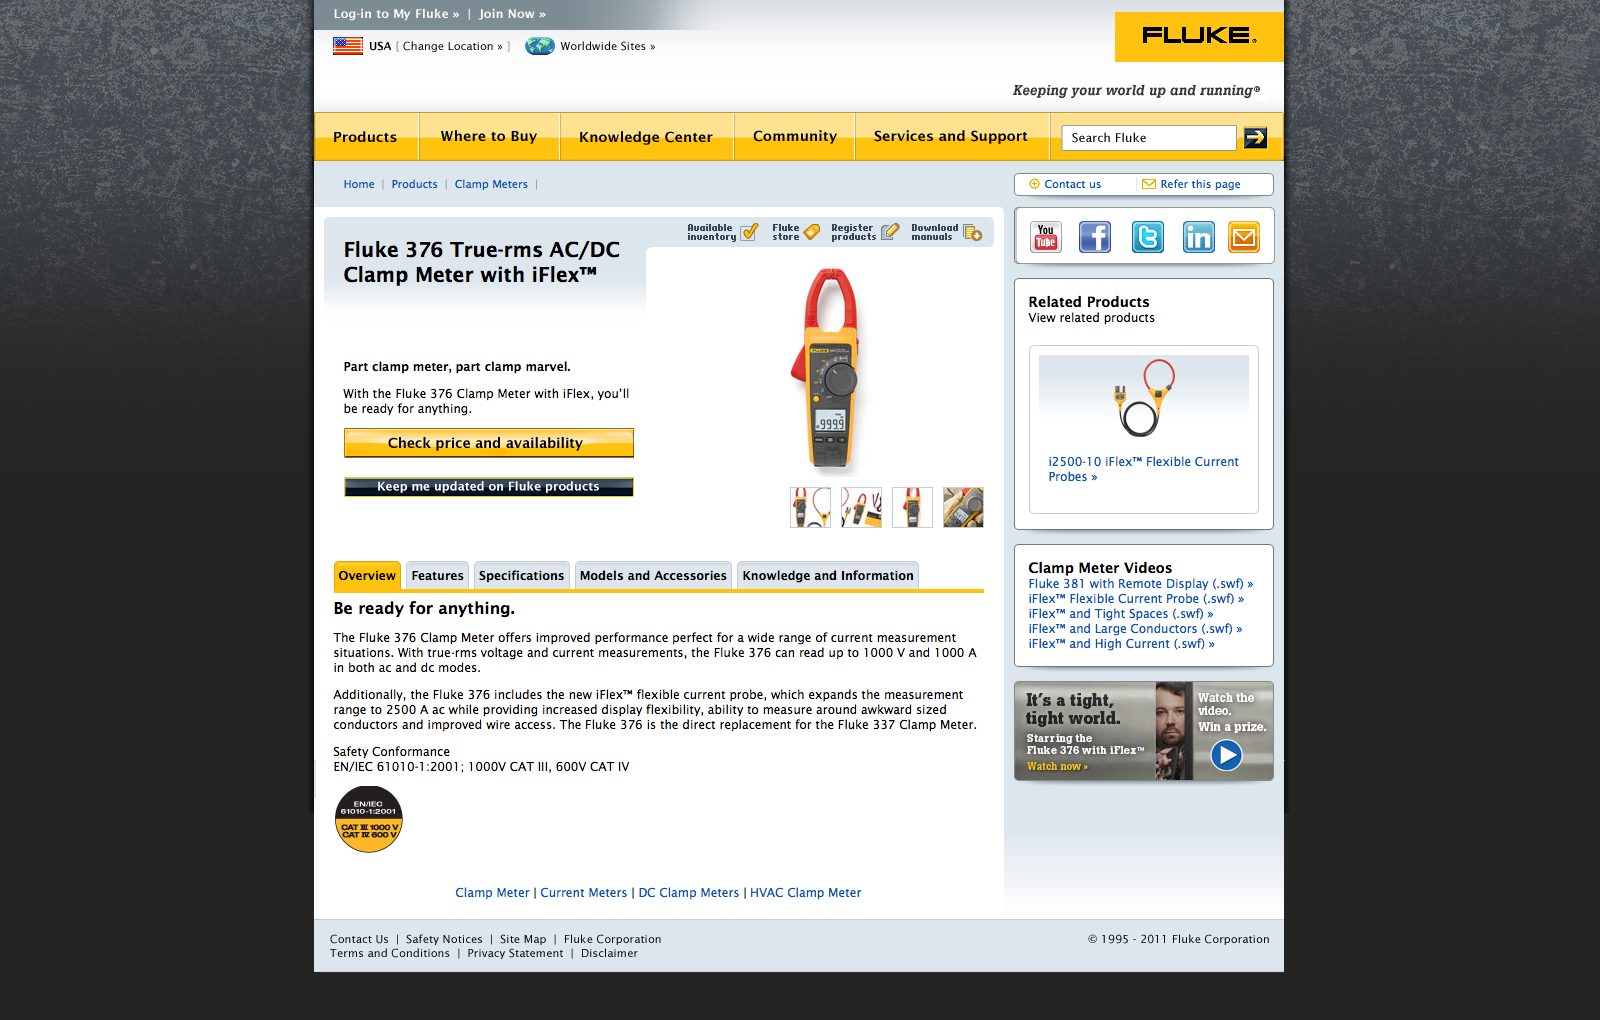 Log-in to My Fluke » | Join Now »
USA [ Change Location » ] Worldwide Sites »
FLUKE®
Keeping your world up and running®
Products Where to Buy Knowledge Center Community Services and Support Search Fluke
Home | Products | Clamp Meters |
Contact us Refer this page
Available inventory Fluke store Register products Download manuals
You Tube f t in
Fluke 376 True-rms AC/DC
Clamp Meter with iFlex™
Part clamp meter, part clamp marvel.
With the Fluke 376 Clamp Meter with iFlex, you'll
be ready for anything.
Check price and availability
Keep me updated on Fluke products
FLUKE
999.9
Related Products
View related products
i2500-10 iFlex™ Flexible Current
Probes »
Overview Features Specifications Models and Accessories Knowledge and Information
Be ready for anything.
The Fluke 376 Clamp Meter offers improved performance perfect for a wide range of current measurement
situations. With true-rms voltage and current measurements, the Fluke 376 can read up to 1000 V and 1000 A
in both ac and dc modes.
Additionally, the Fluke 376 includes the new iFlex™ flexible current probe, which expands the measurement
range to 2500 A ac while providing increased display flexibility, ability to measure around awkward sized
conductors and improved wire access. The Fluke 376 is the direct replacement for the Fluke 337 Clamp Meter.
Safety Conformance
EN/IEC 61010-1:2001; 1000V CAT III, 600V CAT IV
EN/IEC
61010-1:2001
CAT III 1000 V
CAT IV 600 V
Clamp Meter Videos
Fluke 381 with Remote Display (.swf) »
iFlex™ Flexible Current Probe (.swf) »
iFlex™ and Tight Spaces (.swf) »
iFlex™ and Large Conductors (.swf) »
iFlex™ and High Current (.swf) »
It's a tight,
tight world.
Starring the
Fluke 376 with iFlex™
Watch now »
Watch the
video.
Win a prize.
Clamp Meter | Current Meters | DC Clamp Meters | HVAC Clamp Meter
Contact Us | Safety Notices | Site Map | Fluke Corporation
Terms and Conditions | Privacy Statement | Disclaimer
© 1995 - 2011 Fluke Corporation